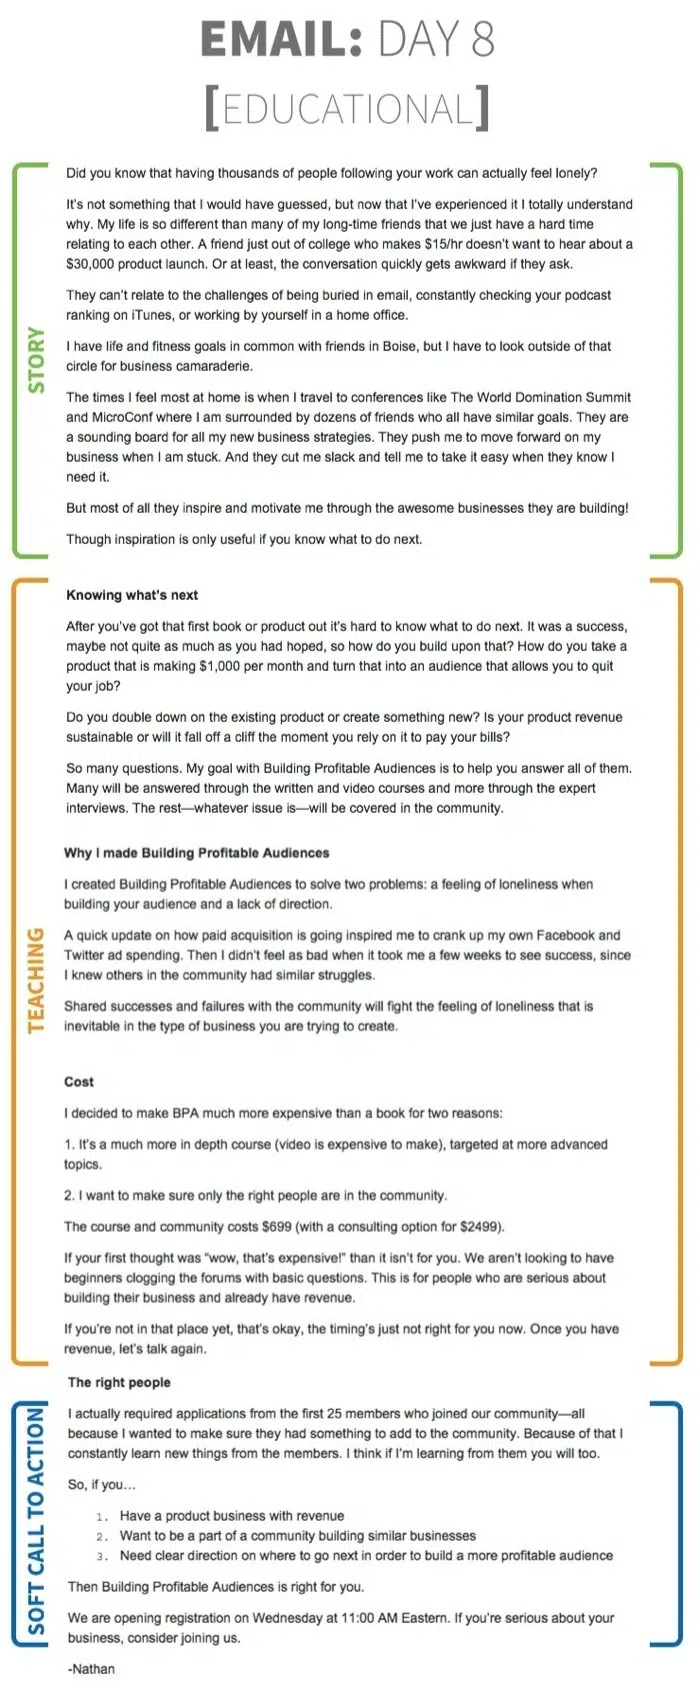 EMAIL: DAY 8
[EDUCATIONAL]
STORY
Did you know that having thousands of people following your work can actually feel lonely?
It's not something that I would have guessed, but now that I've experienced it I totally understand
why. My life is so different than many of my long-time friends that we just have a hard time
relating to each other. A friend just out of college who makes $15/hr doesn't want to hear about a
$30,000 product launch. Or at least, the conversation quickly gets awkward if they ask.
They can't relate to the challenges of being buried in email, constantly checking your podcast
ranking on iTunes, or working by yourself in a home office.
I have life and fitness goals in common with friends in Boise, but I have to look outside of that
circle for business camaraderie.
The times I feel most at home is when I travel to conferences like The World Domination Summit
and MicroConf where I am surrounded by dozens of friends who all have similar goals. They are
a sounding board for all my new business strategies. They push me to move forward on my
business when I am stuck. And they cut me slack and tell me to take it easy when they know I
need it.
But most of all they inspire and motivate me through the awesome businesses they are building!
Though inspiration is only useful if you know what to do next.
TEACHING
Knowing what's next
After you've got that first book or product out it's hard to know what to do next. It was a success,
maybe not quite as much as you had hoped, so how do you build upon that? How do you take a
product that is making $1,000 per month and turn that into an audience that allows you to quit
your job?
Do you double down on the existing product or create something new? Is your product revenue
sustainable or will it fall off a cliff the moment you rely on it to pay your bills?
So many questions. My goal with Building Profitable Audiences is to help you answer all of them.
Many will be answered through the written and video courses and more through the expert
interviews. The rest—whatever issue is—will be covered in the community.
Why I made Building Profitable Audiences
I created Building Profitable Audiences to solve two problems: a feeling of loneliness when
building your audience and a lack of direction.
A quick update on how paid acquisition is going inspired me to crank up my own Facebook and
Twitter ad spending. Then I didn't feel as bad when it took me a few weeks to see success, since
I knew others in the community had similar struggles.
Shared successes and failures with the community will fight the feeling of loneliness that is
inevitable in the type of business you are trying to create.
Cost
I decided to make BPA much more expensive than a book for two reasons:
1. It's a much more in depth course (video is expensive to make), targeted at more advanced
topics.
2. I want to make sure only the right people are in the community.
The course and community costs $699 (with a consulting option for $2499).
If your first thought was "wow, that's expensive!" than it isn't for you. We aren't looking to have
beginners clogging the forums with basic questions. This is for people who are serious about
building their business and already have revenue.
If you're not in that place yet, that's okay, the timing's just not right for you now. Once you have
revenue, let's talk again.
SOFT CALL TO ACTION
The right people
I actually required applications from the first 25 members who joined our community—all
because I wanted to make sure they had something to add to the community. Because of that I
constantly learn new things from the members. I think if I'm learning from them you will too.
So, if you…
1. Have a product business with revenue
2. Want to be a part of a community building similar businesses
3. Need clear direction on where to go next in order to build a more profitable audience
Then Building Profitable Audiences is right for you.
We are opening registration on Wednesday at 11:00 AM Eastern. If you're serious about your
business, consider joining us.
-Nathan